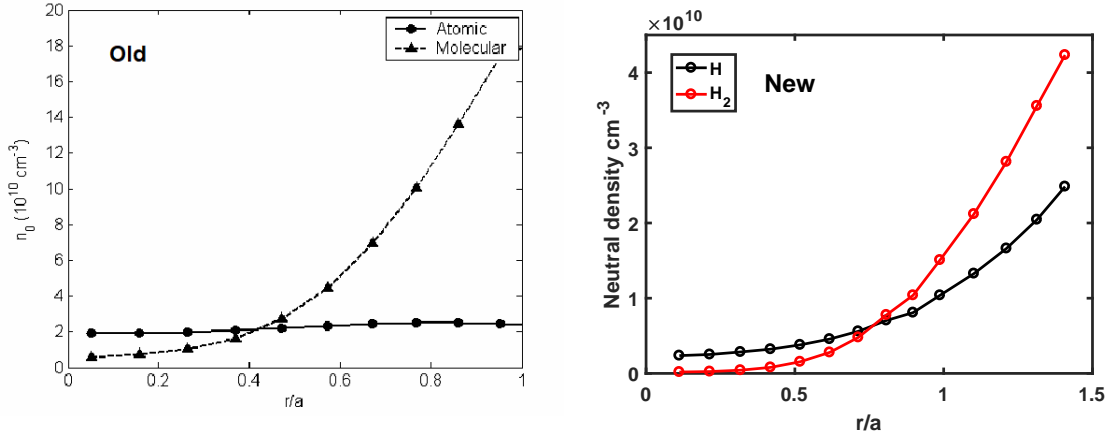 20
18
16
14
12
10
8
6
4
2
0
n0 (10^10 cm^-3)
Old
Atomic
Molecular
0 0.2 0.4 0.6 0.8 1
r/a
×10^10
4
3
2
1
0
Neutral density cm^-3
H
H2
New
0 0.5 1 1.5
r/a